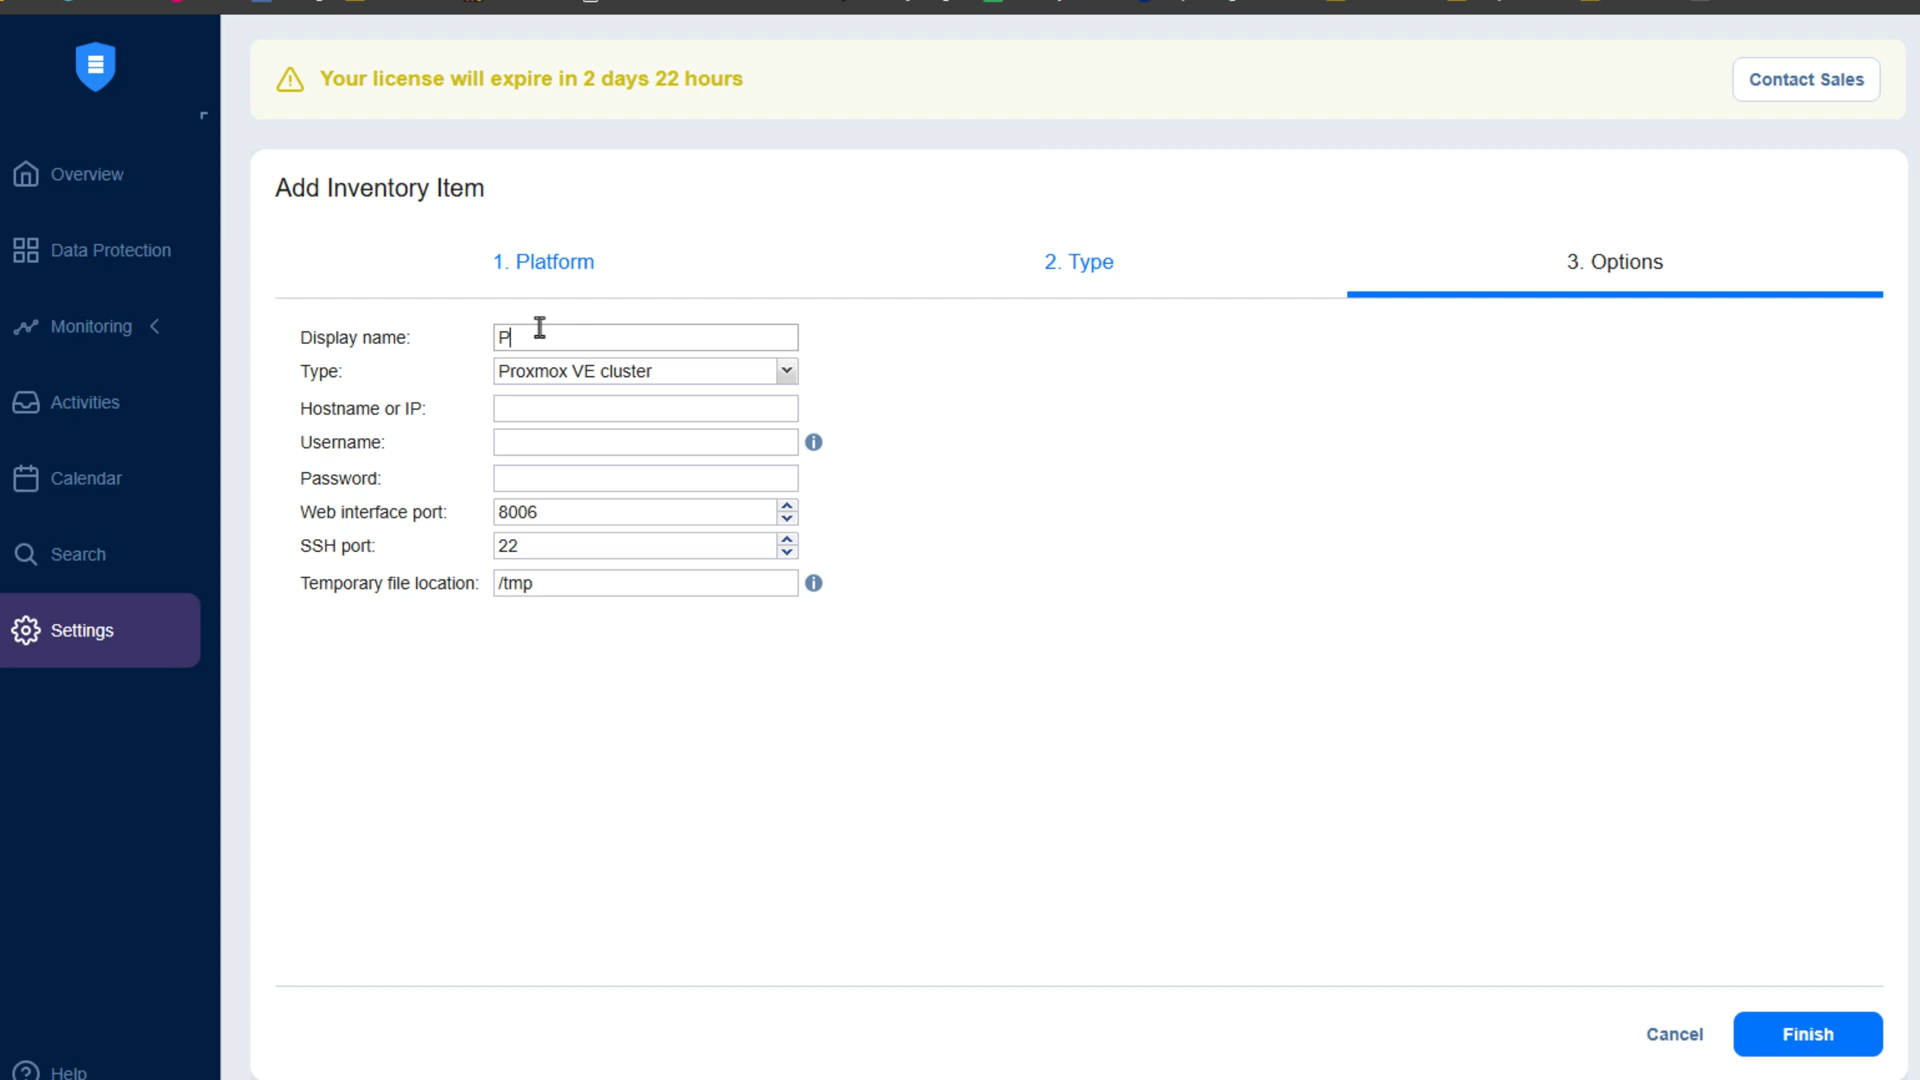 Your license will expire in 2 days 22 hours
Contact Sales
Overview
Data Protection
Monitoring
Activities
Calendar
Search
Settings
Help
Add Inventory Item
1. Platform
2. Type
3. Options
Display name: P
Type: Proxmox VE cluster
Hostname or IP:
Username:
Password:
Web interface port: 8006
SSH port: 22
Temporary file location: /tmp
Cancel
Finish